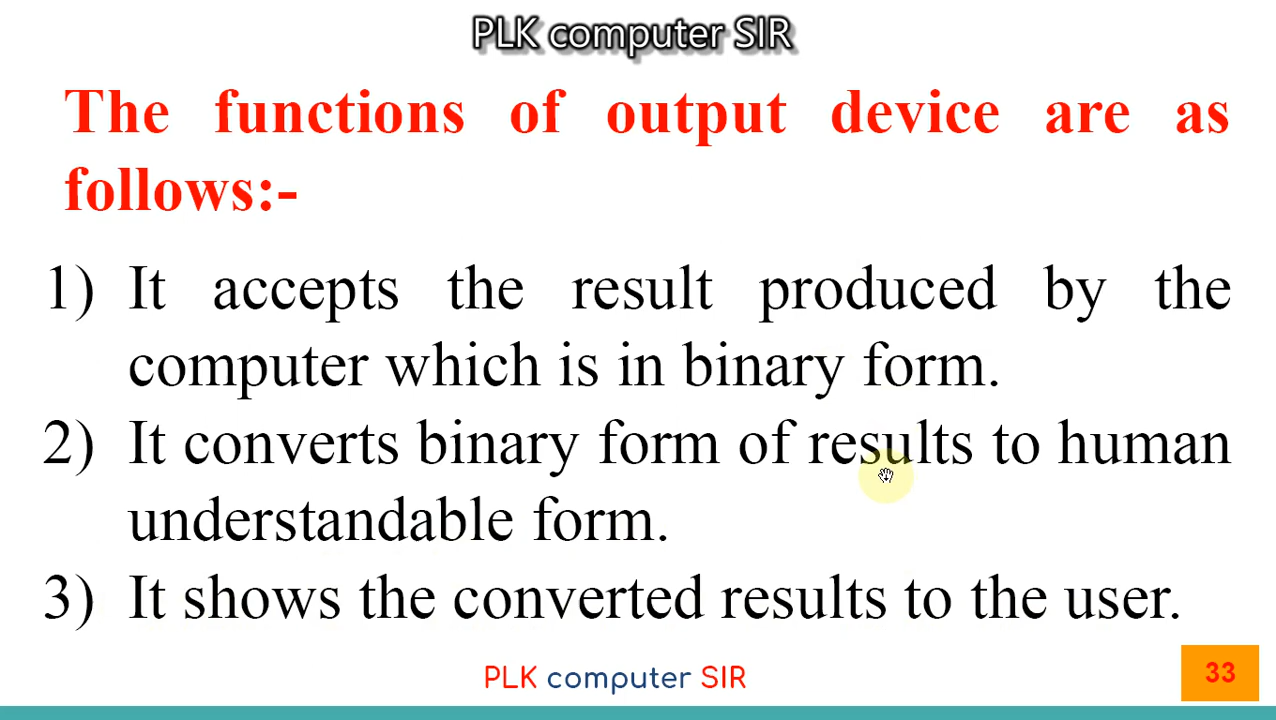 PLK computer SIR
The functions of output device are as
follows:-
1) It accepts the result produced by the
computer which is in binary form.
2) It converts binary form of results to human
understandable form.
3) It shows the converted results to the user.
PLK computer SIR
33